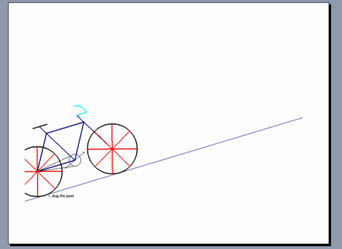 drag the point